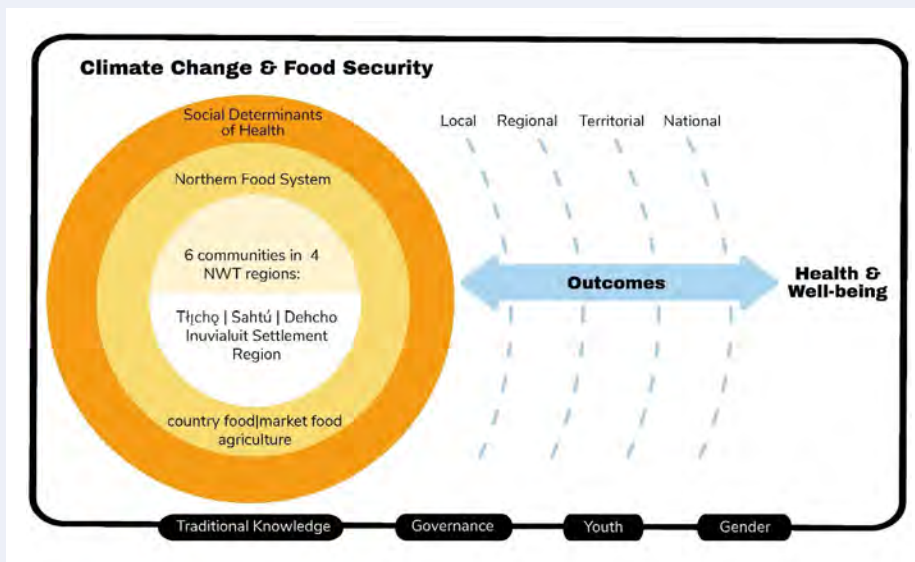 Climate Change & Food Security
Social Determinants
of Health
Northern Food System
6 communities in 4
NWT regions:
Tłı̨chǫ | Sahtú | Dehcho
Inuvialuit Settlement
Region
country food|market food
agriculture
Local Regional Territorial National
Outcomes
Health &
Well-being
Traditional Knowledge Governance Youth Gender